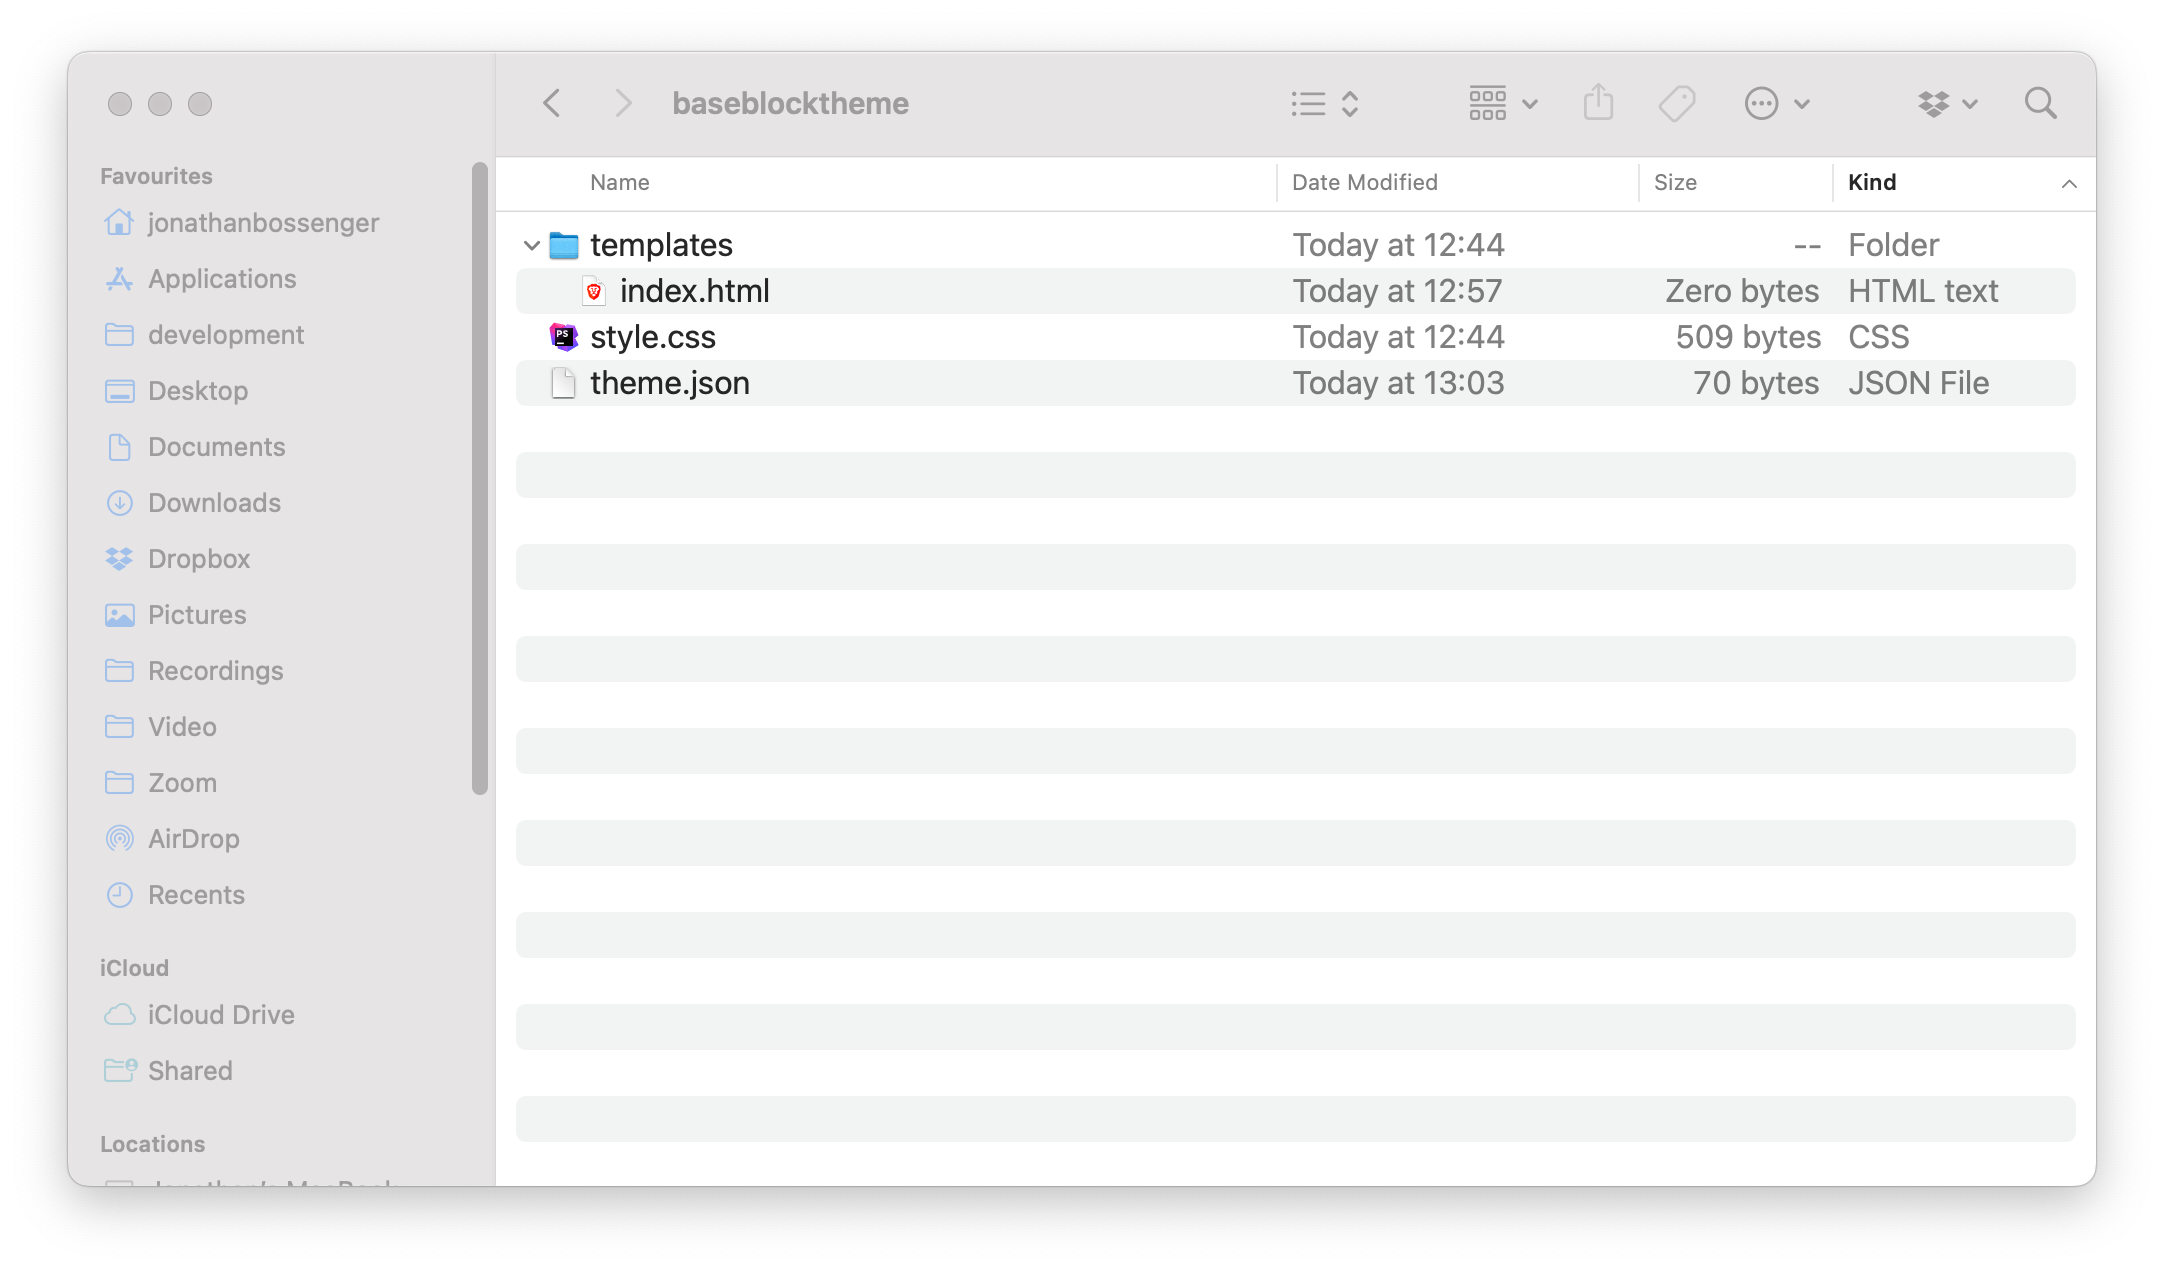 baseblocktheme
Favourites
jonathanbossenger
Applications
development
Desktop
Documents
Downloads
Dropbox
Pictures
Recordings
Video
Zoom
AirDrop
Recents
iCloud
iCloud Drive
Shared
Locations
Name Date Modified Size Kind
templates Today at 12:44 -- Folder
index.html Today at 12:57 Zero bytes HTML text
PS style.css Today at 12:44 509 bytes CSS
theme.json Today at 13:03 70 bytes JSON File